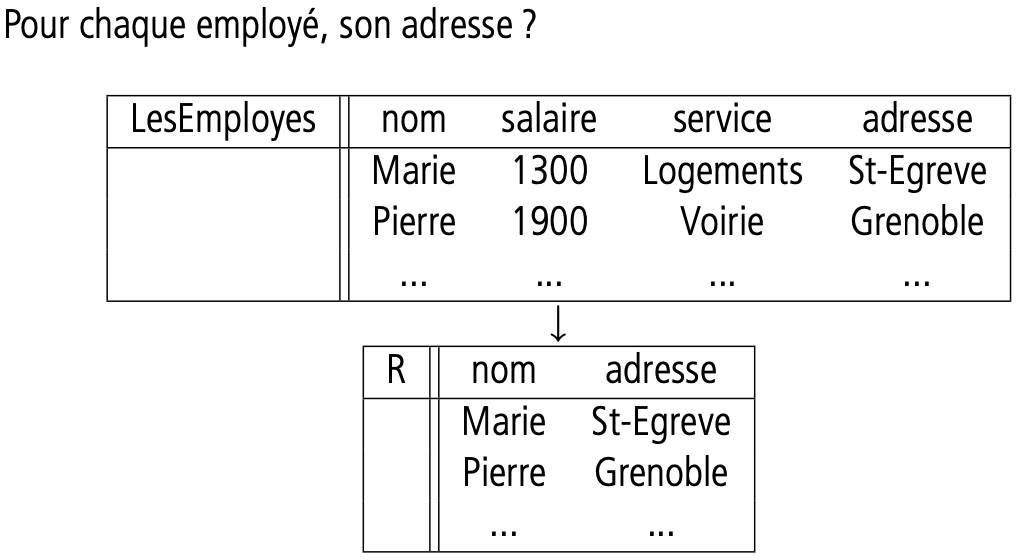 Pour chaque employé, son adresse ?
LesEmployes nom salaire service adresse
Marie 1300 Logements St-Egreve
Pierre 1900 Voirie Grenoble
... ... ... ...
↓
R nom adresse
Marie St-Egreve
Pierre Grenoble
... ...